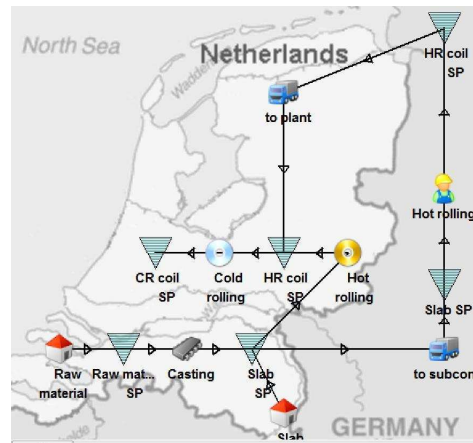 HR coil
SP
North Sea
Netherlands
Wadden
to plant
Hot rolling
CR coil
SP
Cold
rolling
HR coil
SP
Hot
rolling
Slab SP
Raw
material
Raw mat...
SP
Casting
Slab
SP
to subcon
Slab
GERMANY